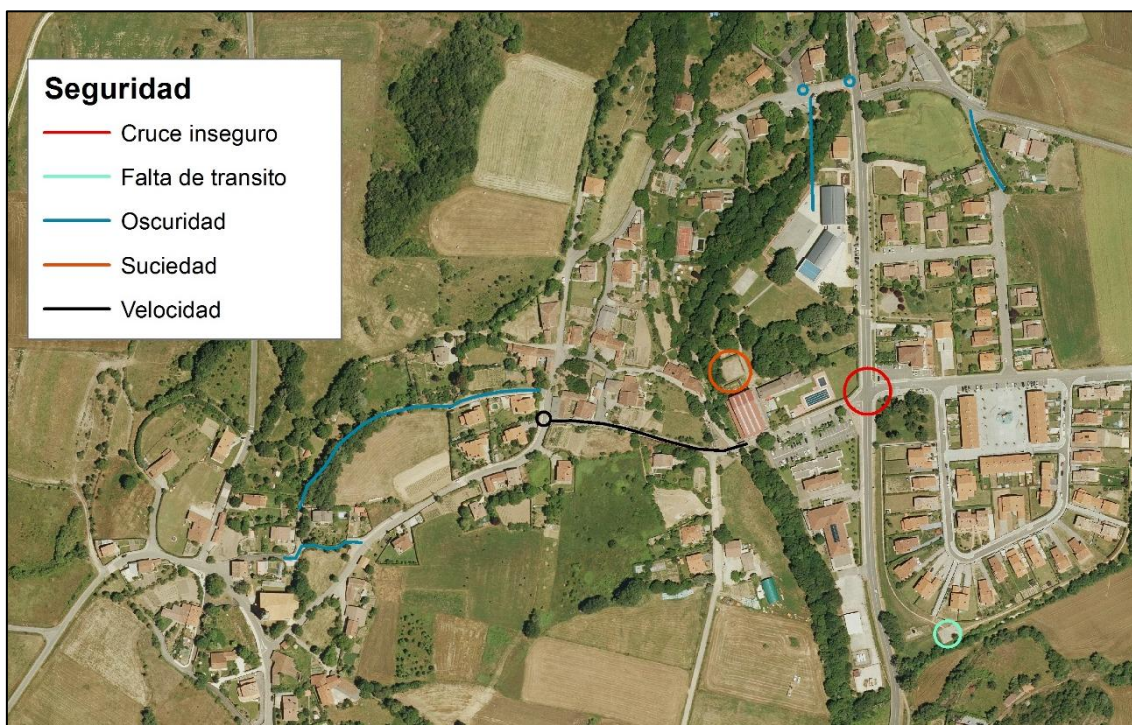 Seguridad
Cruce inseguro
Falta de transito
Oscuridad
Suciedad
Velocidad